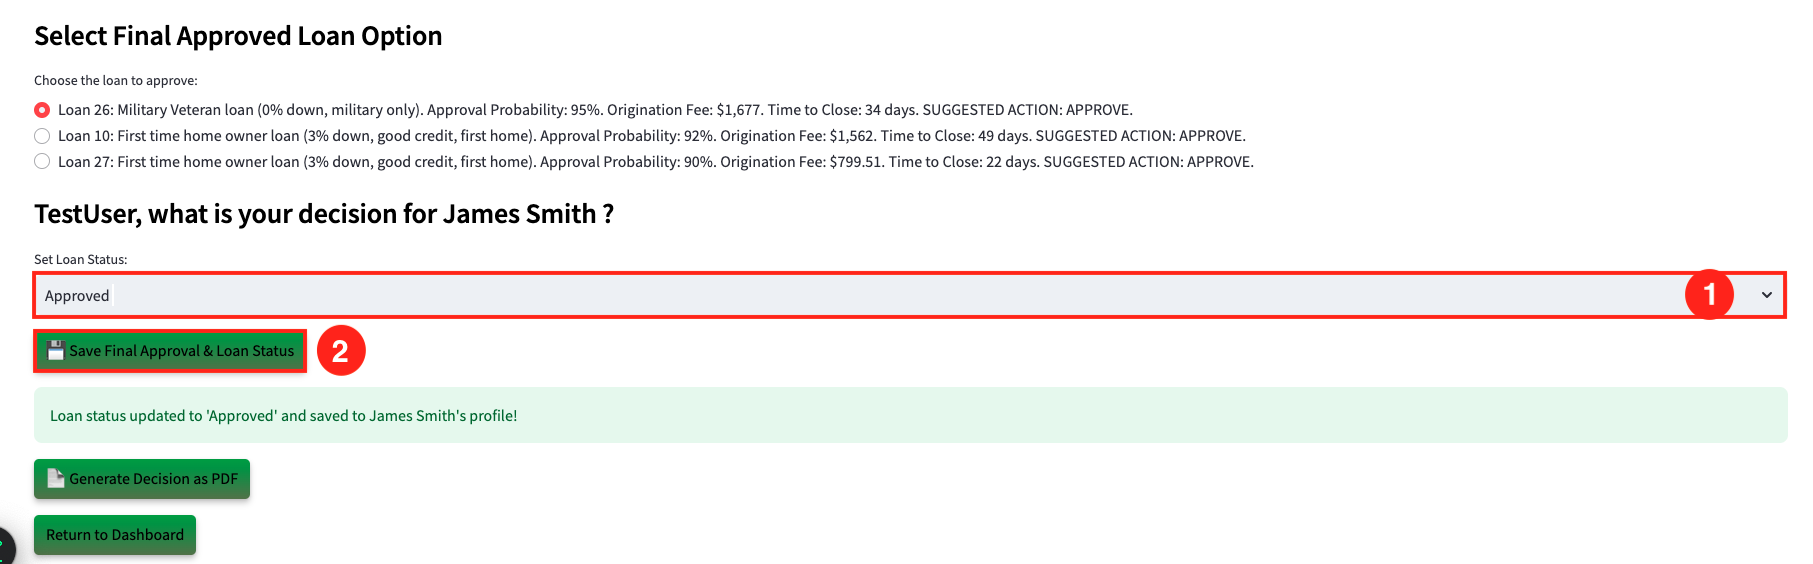 Select Final Approved Loan Option
Choose the loan to approve:
Loan 26: Military Veteran loan (0% down, military only). Approval Probability: 95%. Origination Fee: $1,677. Time to Close: 34 days. SUGGESTED ACTION: APPROVE.
Loan 10: First time home owner loan (3% down, good credit, first home). Approval Probability: 92%. Origination Fee: $1,562. Time to Close: 49 days. SUGGESTED ACTION: APPROVE.
Loan 27: First time home owner loan (3% down, good credit, first home). Approval Probability: 90%. Origination Fee: $799.51. Time to Close: 22 days. SUGGESTED ACTION: APPROVE.
TestUser, what is your decision for James Smith ?
Set Loan Status:
Approved 1
Save Final Approval & Loan Status 2
Loan status updated to 'Approved' and saved to James Smith's profile!
Generate Decision as PDF
Return to Dashboard